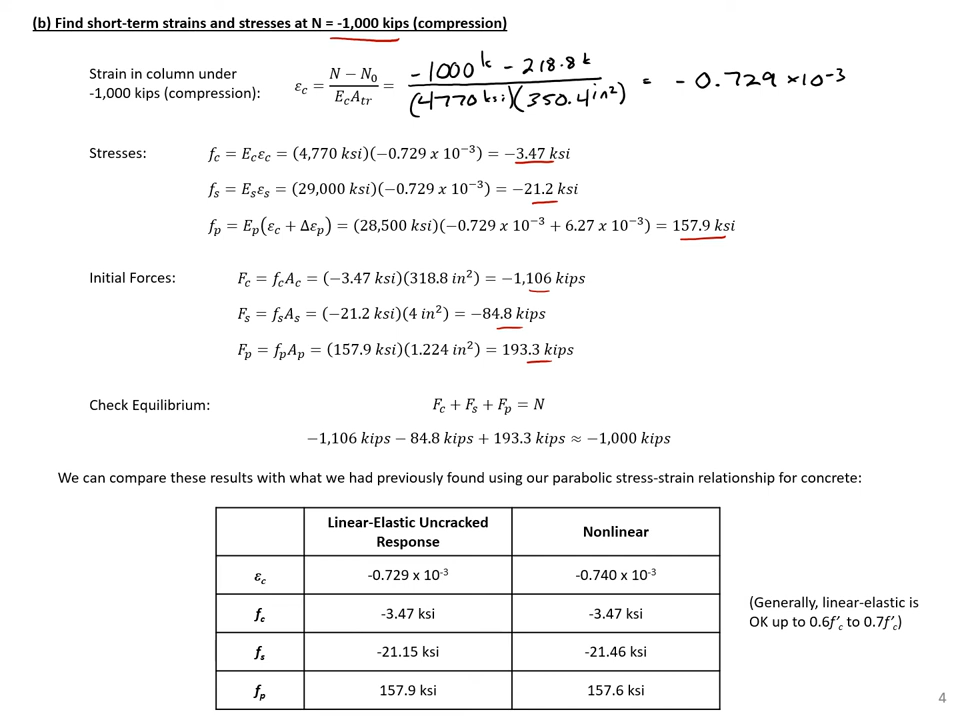 (b) Find short-term strains and stresses at N = -1,000 kips (compression)
Strain in column under
-1,000 kips (compression):
ε_c = (N − N_0) / (E_c A_tr) = (-1000 k - 218.8 k) / ((4770 ksi)(350.4 in²)) = -0.729 ×10⁻³
Stresses: f_c = E_c ε_c = (4,770 ksi)(−0.729 x 10⁻³) = −3.47 ksi
f_s = E_s ε_s = (29,000 ksi)(−0.729 x 10⁻³) = −21.2 ksi
f_p = E_p(ε_c + Δε_p) = (28,500 ksi)(−0.729 x 10⁻³ + 6.27 x 10⁻³) = 157.9 ksi
Initial Forces: F_c = f_c A_c = (−3.47 ksi)(318.8 in²) = −1,106 kips
F_s = f_s A_s = (−21.2 ksi)(4 in²) = −84.8 kips
F_p = f_p A_p = (157.9 ksi)(1.224 in²) = 193.3 kips
Check Equilibrium: F_c + F_s + F_p = N
−1,106 kips − 84.8 kips + 193.3 kips ≈ −1,000 kips
We can compare these results with what we had previously found using our parabolic stress-strain relationship for concrete:
Linear-Elastic Uncracked
Response
Nonlinear
ε_c -0.729 x 10⁻³ -0.740 x 10⁻³
f_c -3.47 ksi -3.47 ksi
f_s -21.15 ksi -21.46 ksi
f_p 157.9 ksi 157.6 ksi
(Generally, linear-elastic is
OK up to 0.6f'_c to 0.7f'_c)
4